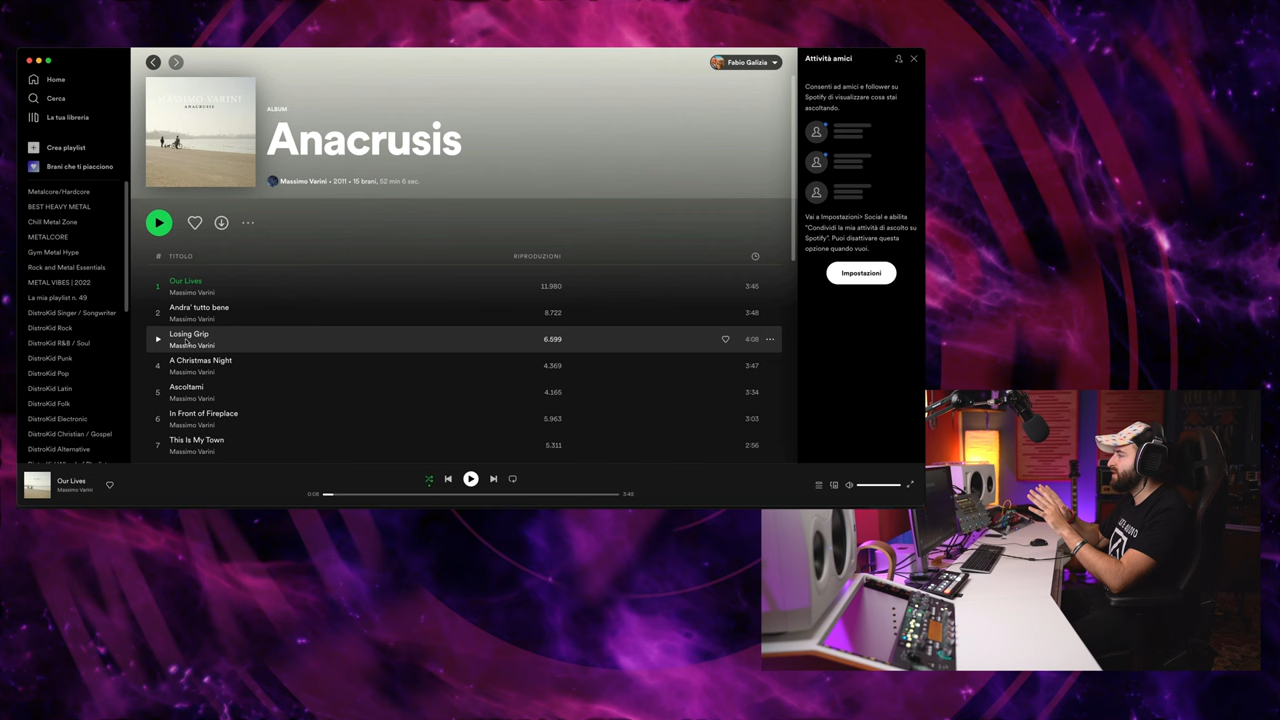 Home
Cerca
La tua libreria
Crea playlist
Brani che ti piacciono
Metalcore/Hardcore
BEST HEAVY METAL
Chill Metal Zone
METALCORE
Gym Metal Hype
Rock and Metal Essentials
METAL VIBES | 2022
La mia playlist n. 49
DistroKid Singer / Songwriter
DistroKid Rock
DistroKid R&B / Soul
DistroKid Punk
DistroKid Pop
DistroKid Latin
DistroKid Folk
DistroKid Electronic
DistroKid Christian / Gospel
DistroKid Alternative
Fabio Galizia
MASSIMO VARINI
ANACRUSIS
ALBUM
Anacrusis
Massimo Varini • 2011 • 15 brani, 52 min 6 sec.
# TITOLO RIPRODUZIONI
1 Our Lives 11.980 3:45
Massimo Varini
2 Andra' tutto bene 8.722 3:48
Massimo Varini
Losing Grip 6.599 4:08
Massimo Varini
4 A Christmas Night 4.369 3:47
Massimo Varini
5 Ascoltami 4.165 3:34
Massimo Varini
6 In Front of Fireplace 5.963 3:03
Massimo Varini
7 This Is My Town 5.311 2:56
Massimo Varini
Attività amici
Consenti ad amici e follower su
Spotify di visualizzare cosa stai
ascoltando.
Vai a Impostazioni> Social e abilita
"Condividi la mia attività di ascolto su
Spotify". Puoi disattivare questa
opzione quando vuoi.
Impostazioni
Our Lives
Massimo Varini
0:08 3:45